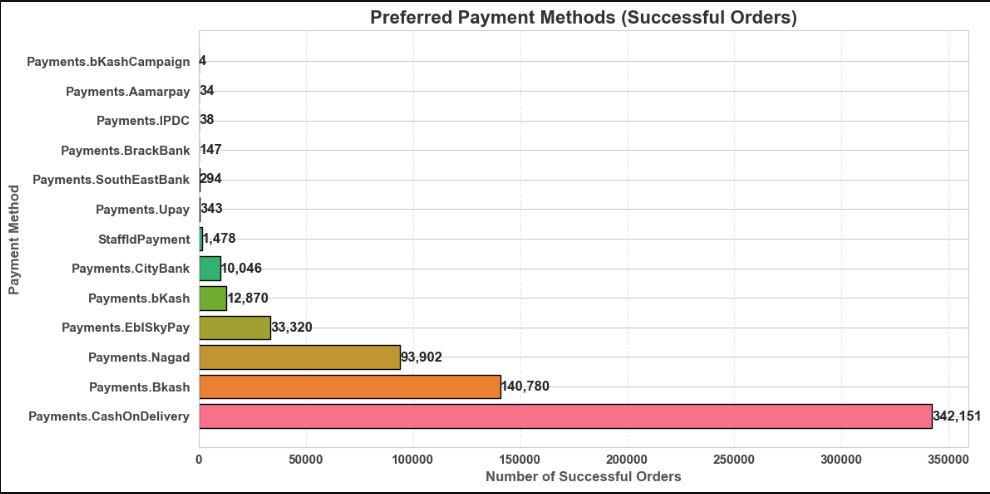 Preferred Payment Methods (Successful Orders)
Payments.bKashCampaign 4
Payments.Aamarpay 34
Payments.IPDC 38
Payments.BrackBank 147
Payments.SouthEastBank 294
Payments.Upay 343
StaffIdPayment 1,478
Payments.CityBank 10,046
Payments.bKash 12,870
Payments.EblSkyPay 33,320
Payments.Nagad 93,902
Payments.Bkash 140,780
Payments.CashOnDelivery 342,151
Payment Method
0 50000 100000 150000 200000 250000 300000 350000
Number of Successful Orders